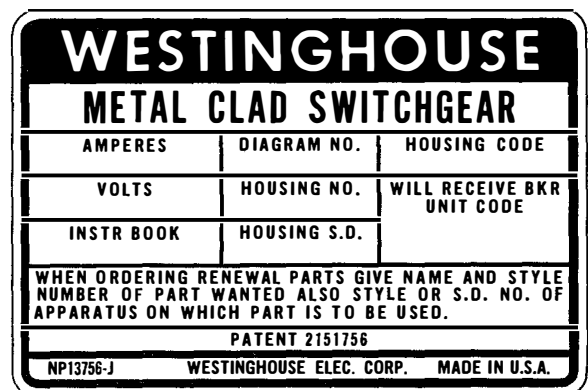 WESTINGHOUSE
METAL CLAD SWITCHGEAR
AMPERES DIAGRAM NO. HOUSING CODE
VOLTS HOUSING NO. WILL RECEIVE BKR
UNIT CODE
INSTR BOOK HOUSING S.D.
WHEN ORDERING RENEWAL PARTS GIVE NAME AND STYLE
NUMBER OF PART WANTED ALSO STYLE OR S.D. NO. OF
APPARATUS ON WHICH PART IS TO BE USED.
PATENT 2151756
NP13756-J WESTINGHOUSE ELEC. CORP. MADE IN U.S.A.